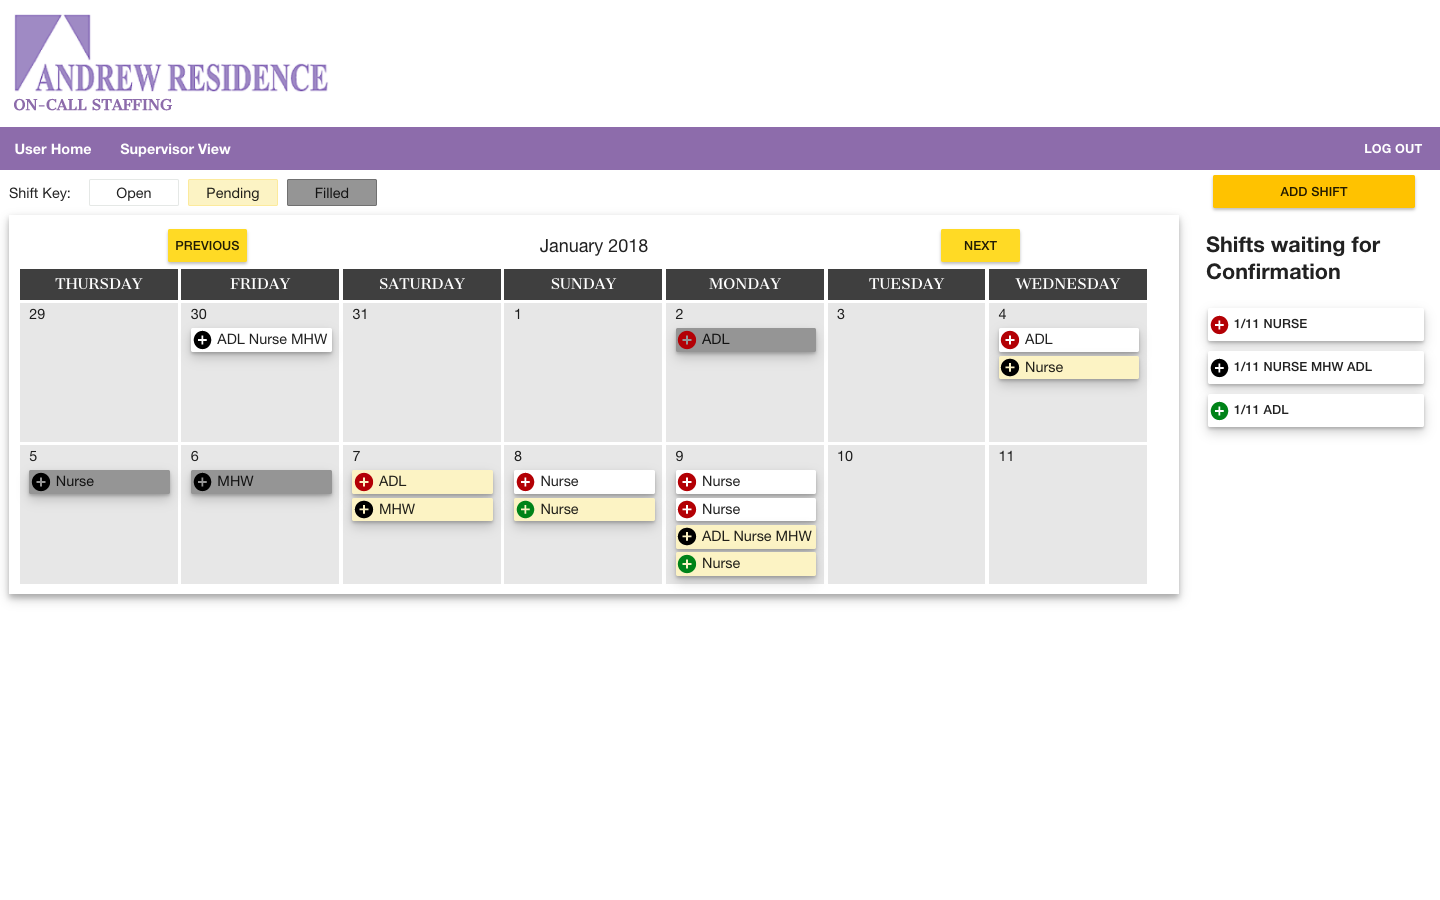 ANDREW RESIDENCE
ON-CALL STAFFING
User Home Supervisor View LOG OUT
Shift Key: Open Pending Filled
ADD SHIFT
PREVIOUS January 2018 NEXT
THURSDAY FRIDAY SATURDAY SUNDAY MONDAY TUESDAY WEDNESDAY
29 30 31 1 2 3 4
ADL Nurse MHW ADL ADL
Nurse
5 6 7 8 9 10 11
Nurse MHW ADL Nurse Nurse
MHW Nurse Nurse
ADL Nurse MHW
Nurse
Shifts waiting for
Confirmation
1/11 NURSE
1/11 NURSE MHW ADL
1/11 ADL